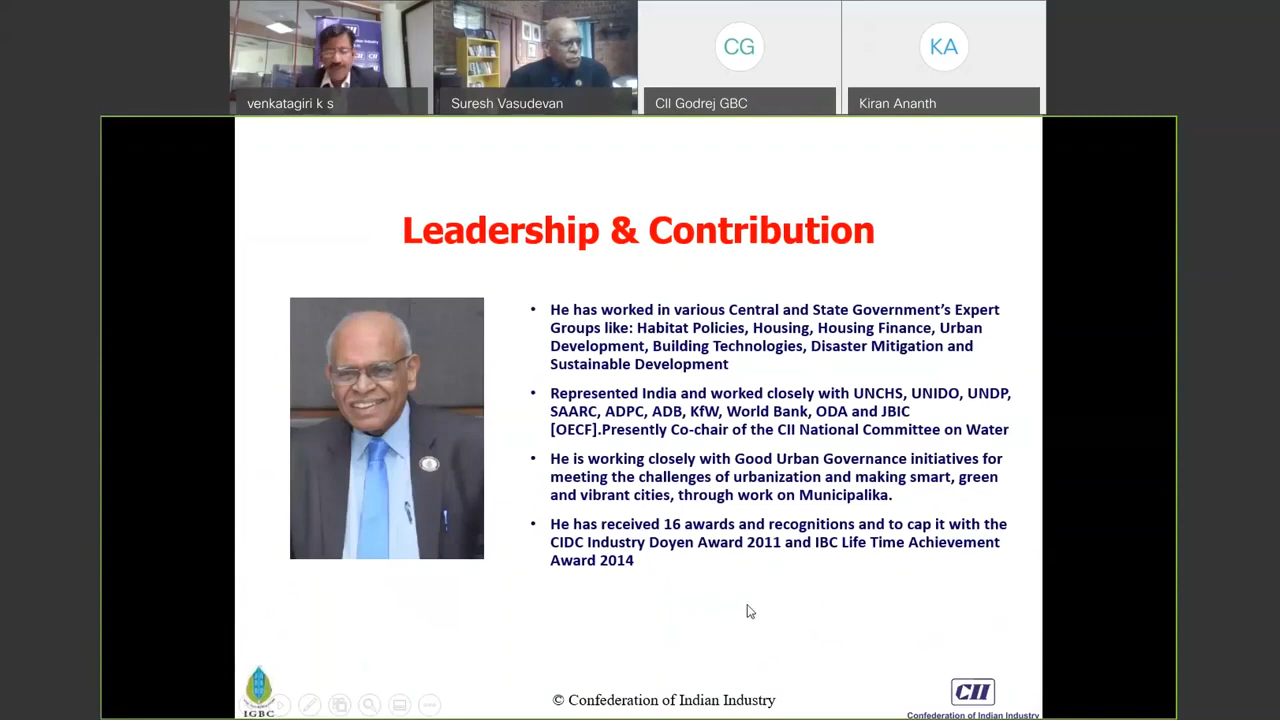 venkatagiri k s
Suresh Vasudevan
CG
CII Godrej GBC
KA
Kiran Ananth
Leadership & Contribution
• He has worked in various Central and State Government’s Expert
Groups like: Habitat Policies, Housing, Housing Finance, Urban
Development, Building Technologies, Disaster Mitigation and
Sustainable Development
• Represented India and worked closely with UNCHS, UNIDO, UNDP,
SAARC, ADPC, ADB, KfW, World Bank, ODA and JBIC
[OECF].Presently Co-chair of the CII National Committee on Water
• He is working closely with Good Urban Governance initiatives for
meeting the challenges of urbanization and making smart, green
and vibrant cities, through work on Municipalika.
• He has received 16 awards and recognitions and to cap it with the
CIDC Industry Doyen Award 2011 and IBC Life Time Achievement
Award 2014
IGBC
© Confederation of Indian Industry
CII
Confederation of Indian Industry